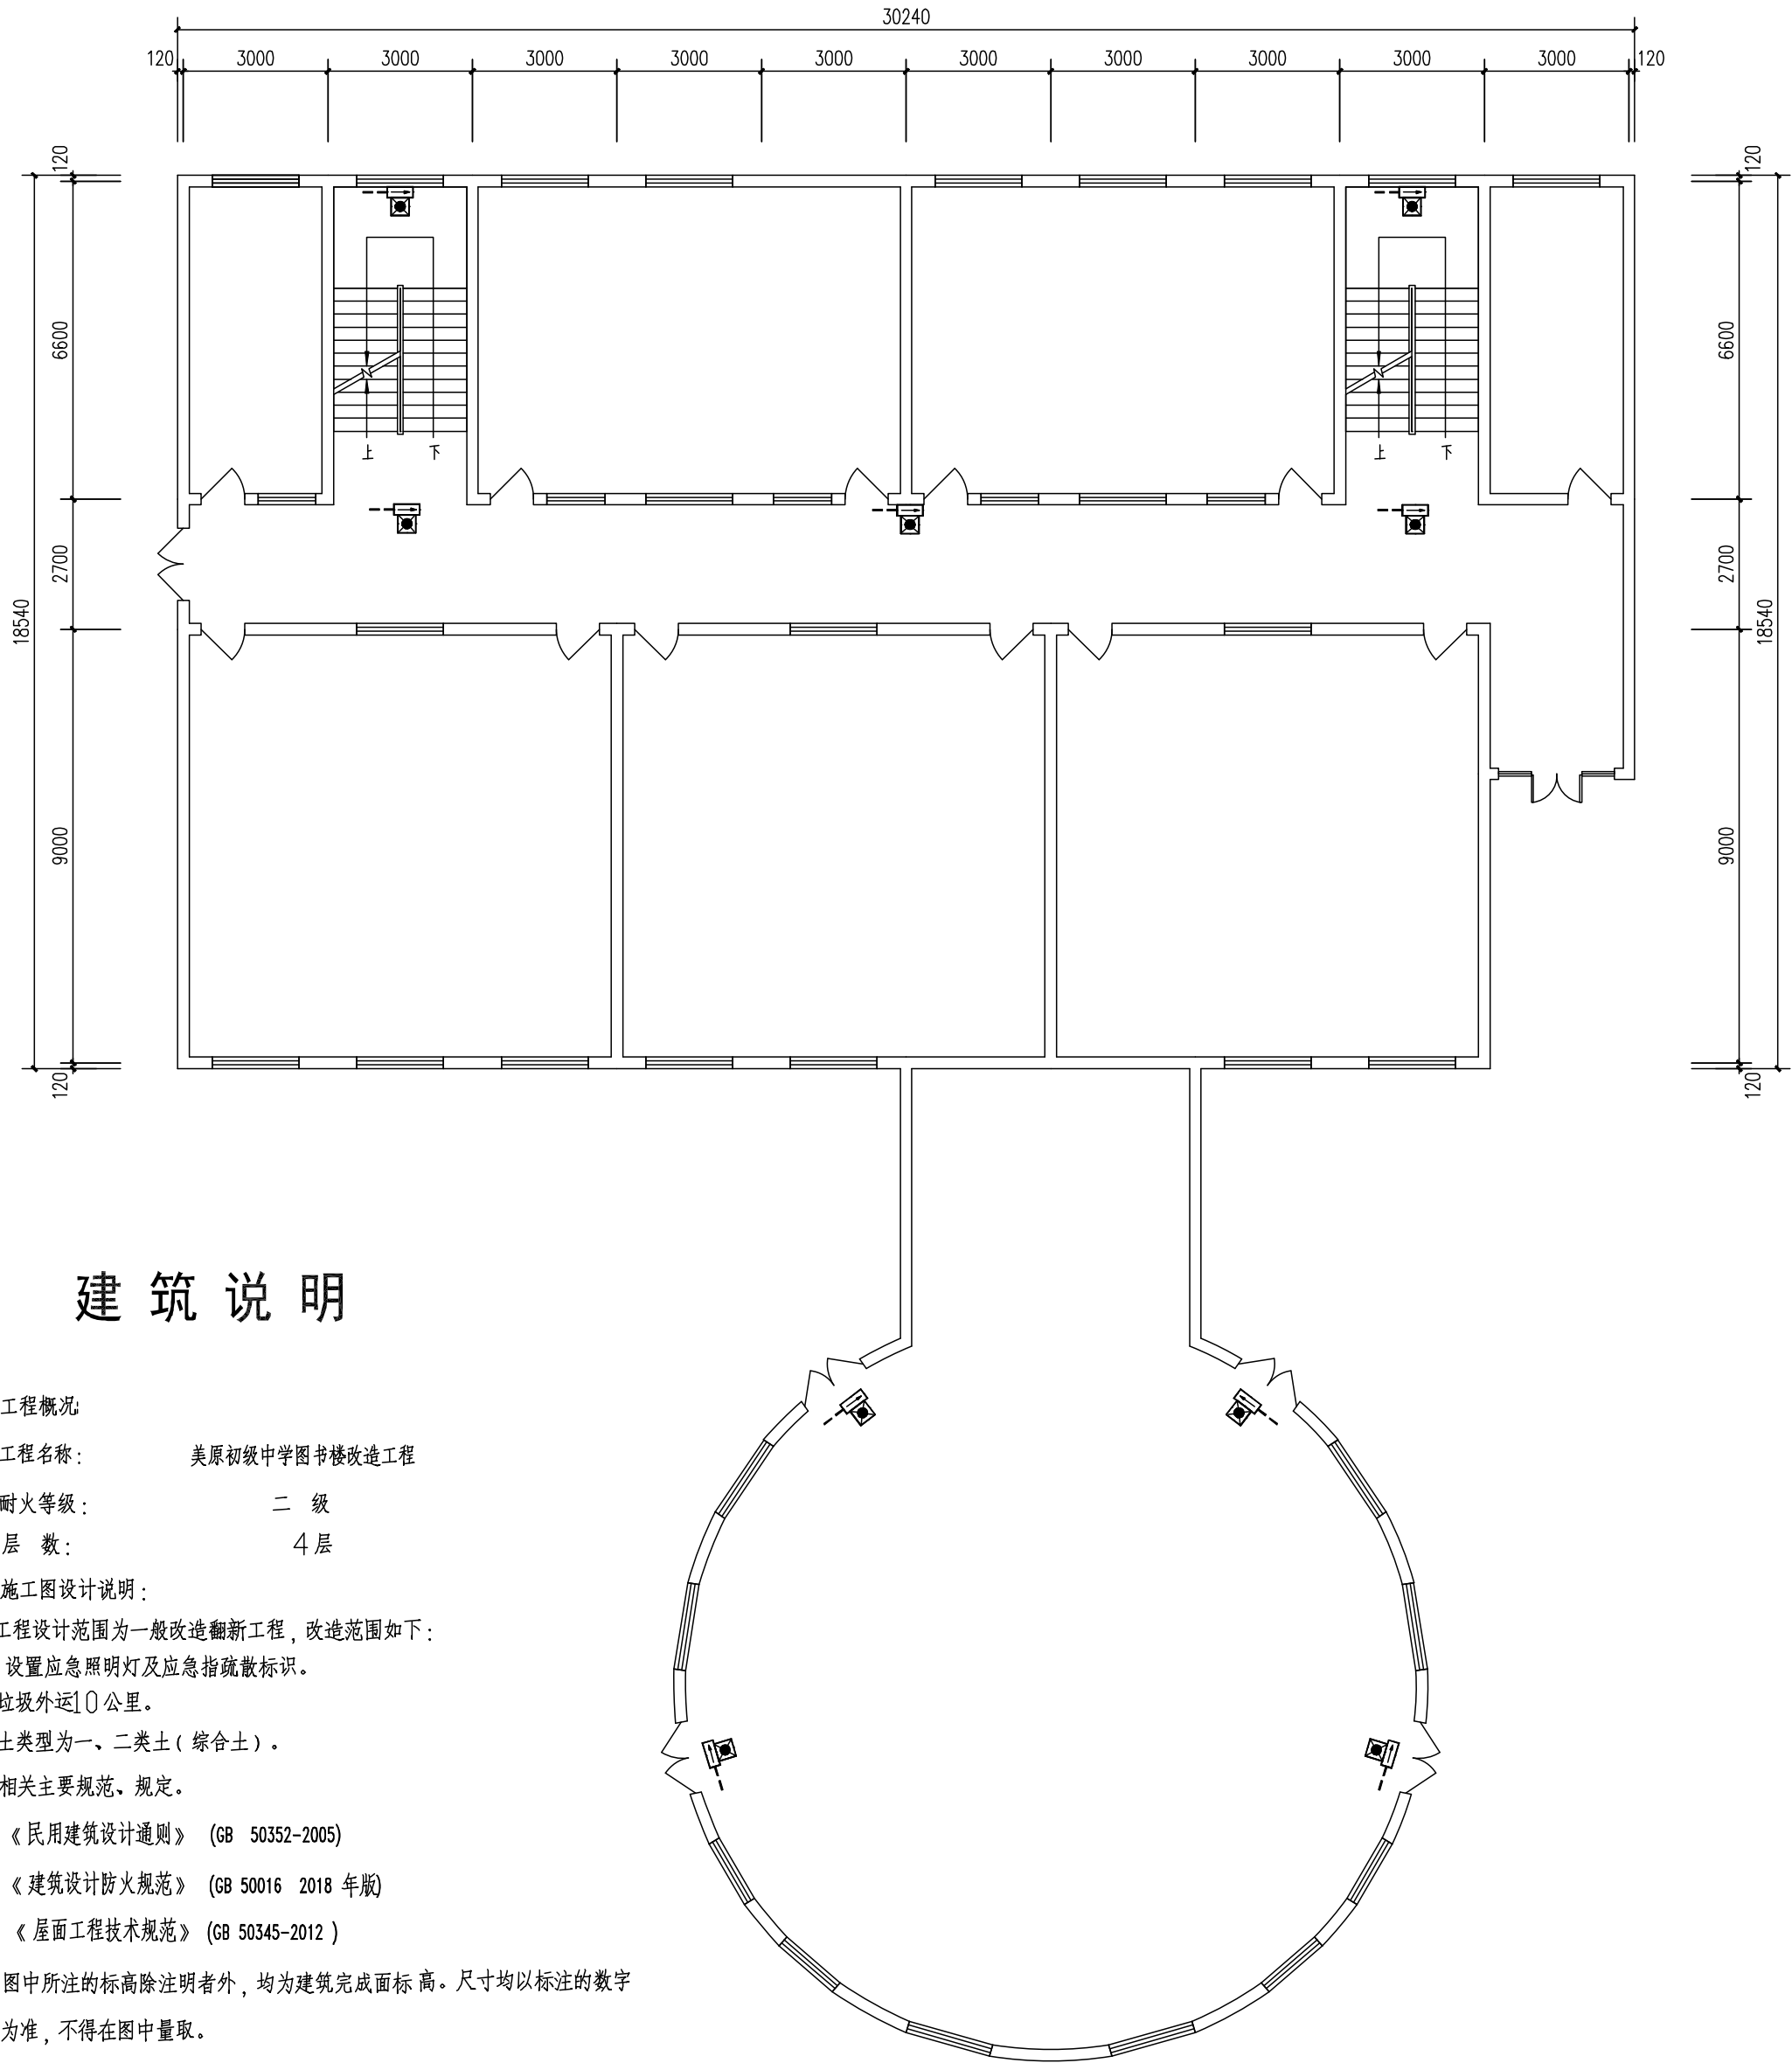 30240
120 3000 3000 3000 3000 3000 3000 3000 3000 3000 3000 120
120
120
6600
6600
上 下
上 下
2700
2700
18540
18540
9000
9000
120
120
建筑说明
工程概况:
工程名称： 美原初级中学图书楼改造工程
耐火等级： 二 级
层 数： 4层
施工图设计说明：
工程设计范围为一般改造翻新工程，改造范围如下：
设置应急照明灯及应急指疏散标识。
垃圾外运10公里。
土类型为一、二类土（综合土）。
相关主要规范、规定。
《民用建筑设计通则》 (GB 50352-2005)
《建筑设计防火规范》 (GB 50016 2018 年版)
《屋面工程技术规范》 (GB 50345-2012 )
图中所注的标高除注明者外，均为建筑完成面标高。尺寸均以标注的数字
为准，不得在图中量取。